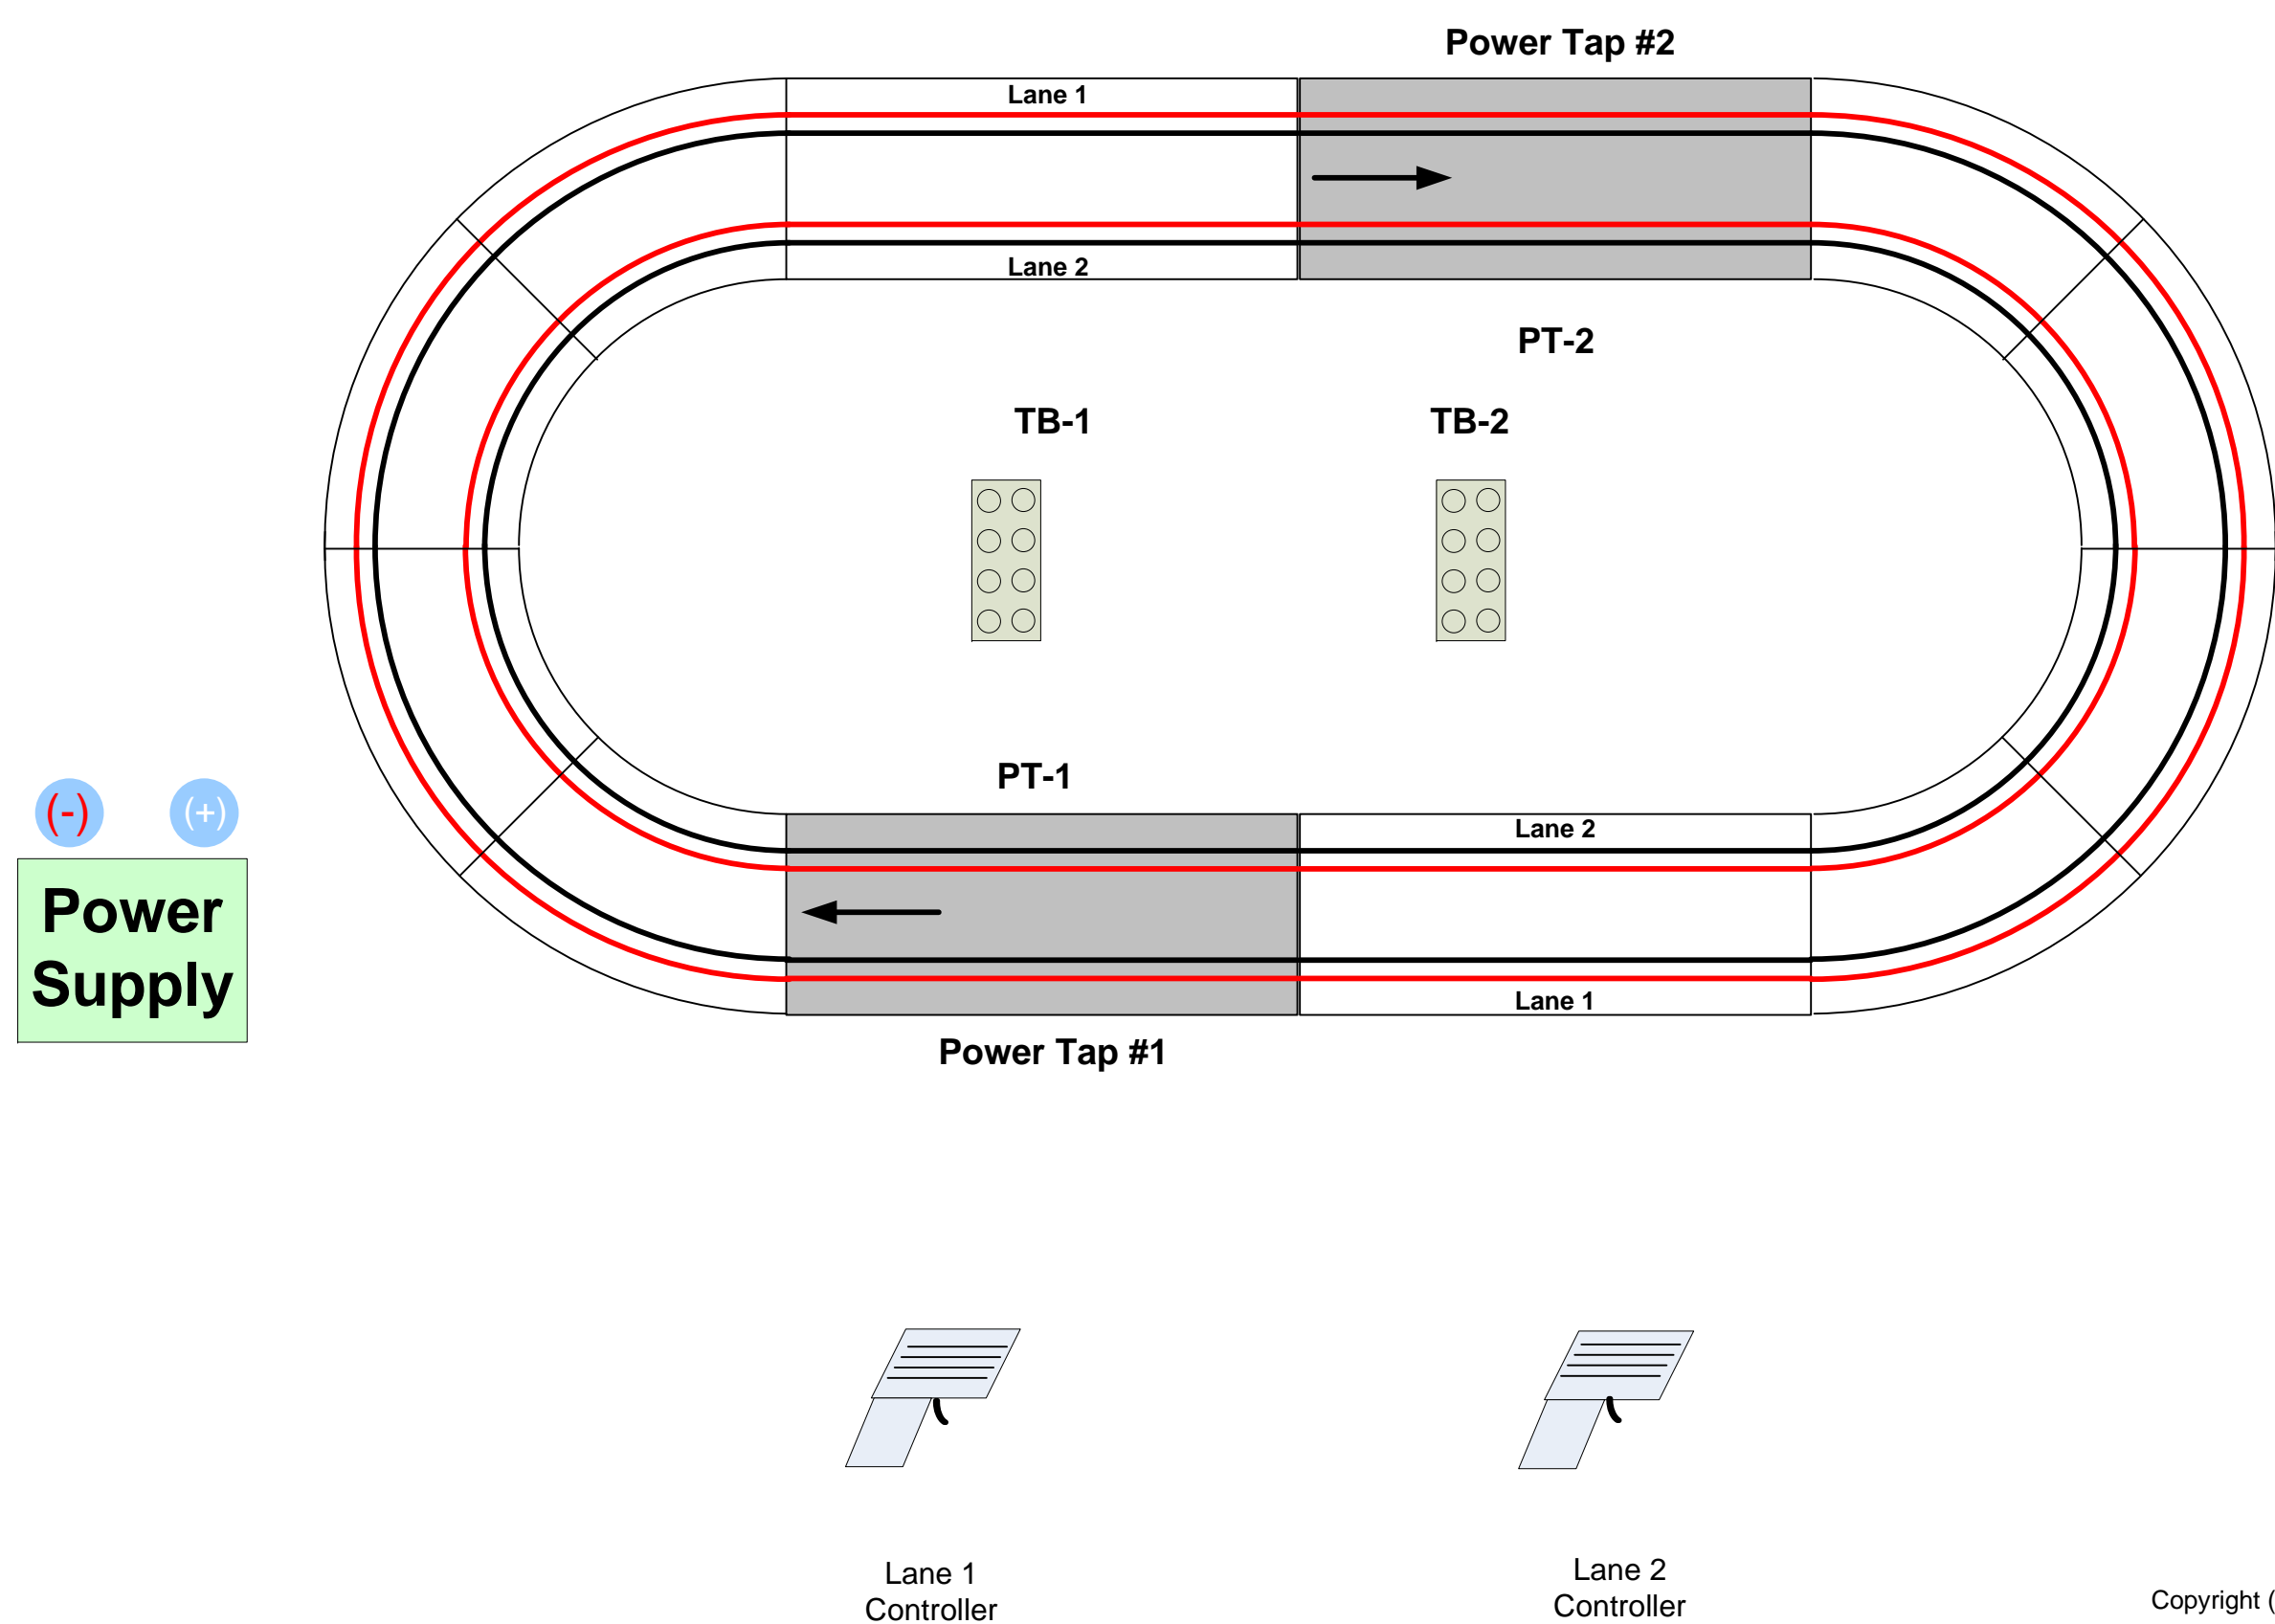 Power Tap #2
Lane 1
Lane 2
PT-2
TB-1
TB-2
PT-1
(-)
(+)
Lane 2
Power
Supply
Lane 1
Power Tap #1
Lane 1
Controller
Lane 2
Controller
Copyright (